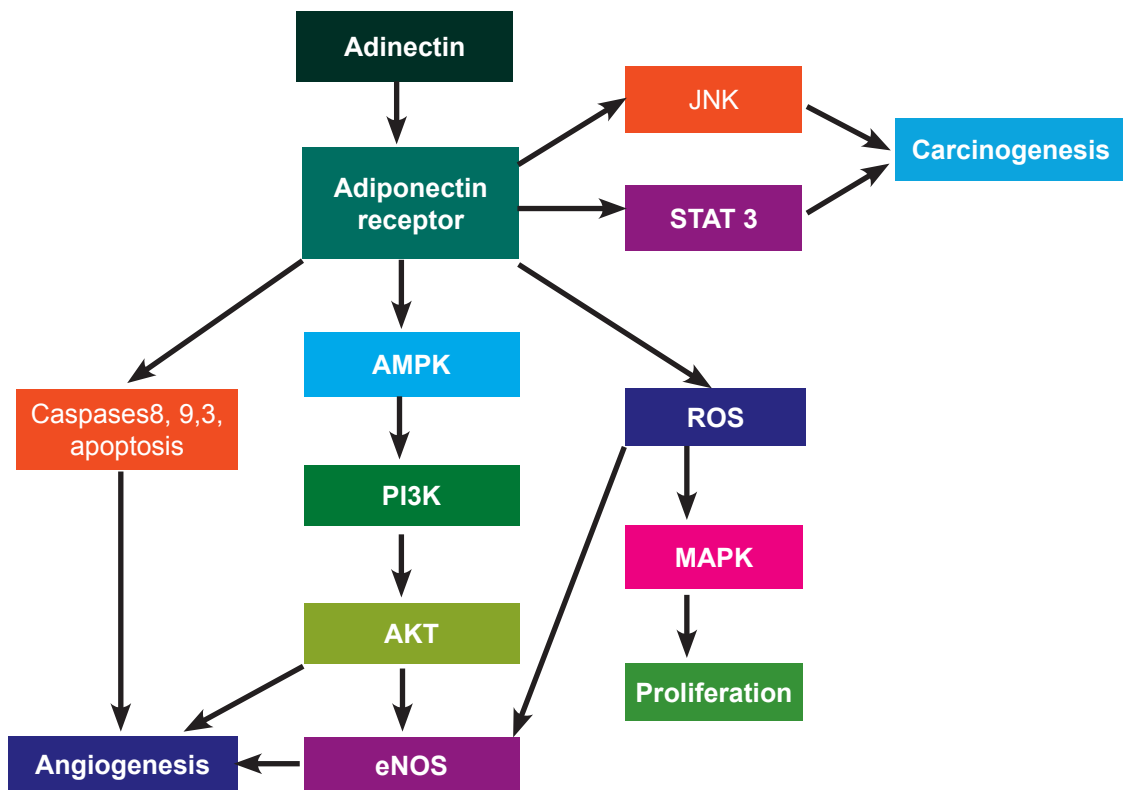 Adinectin
JNK
Carcinogenesis
Adiponectin
receptor
STAT 3
AMPK
Caspases8, 9,3,
apoptosis
ROS
PI3K
MAPK
AKT
Proliferation
Angiogenesis
eNOS